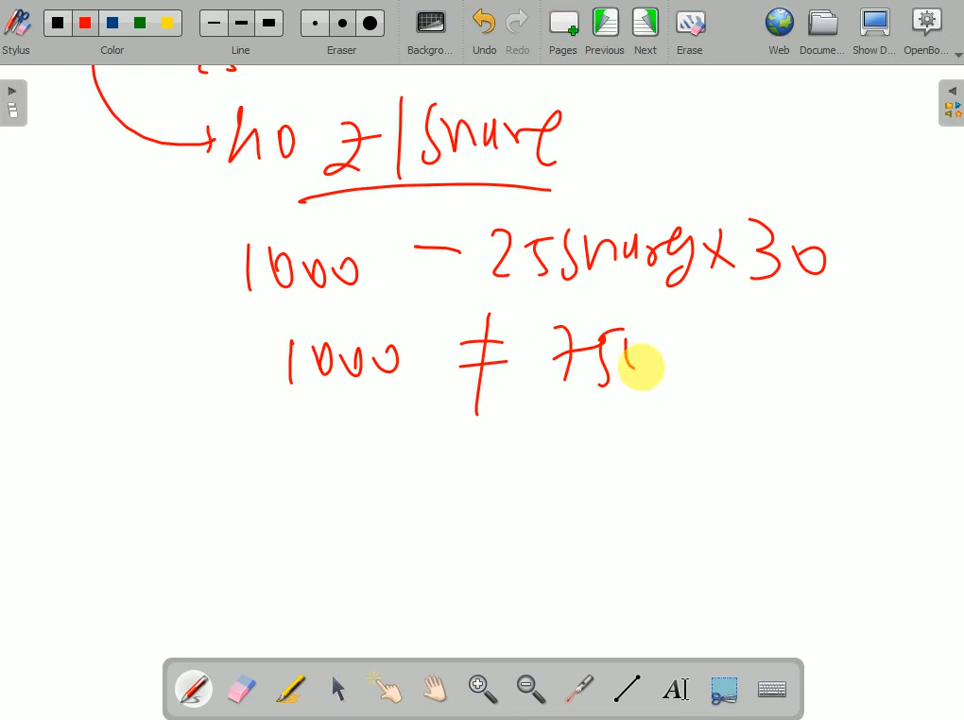 Stylus Color Line Eraser Backgro... Undo Redo Pages Previous Next Erase Web Docume... Show D... OpenBo...
40 z/share
1000 - 25 share x 30
1000 ≠ 75